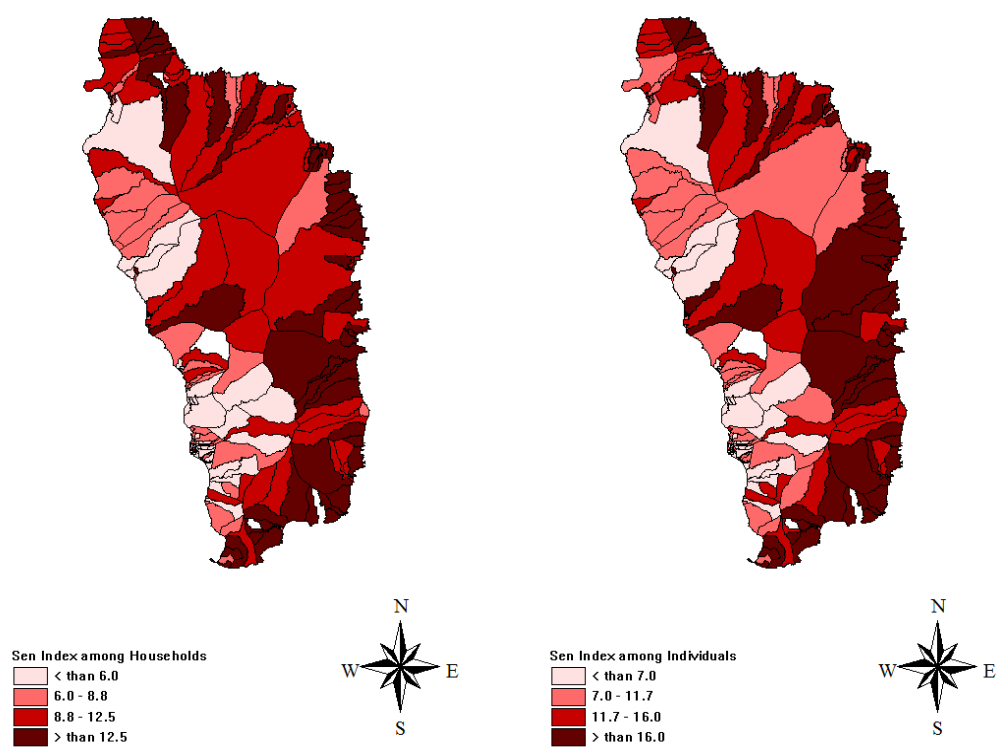 N
W E
S
Sen Index among Households
< than 6.0
6.0 - 8.8
8.8 - 12.5
> than 12.5
N
W E
S
Sen Index among Individuals
< than 7.0
7.0 - 11.7
11.7 - 16.0
> than 16.0